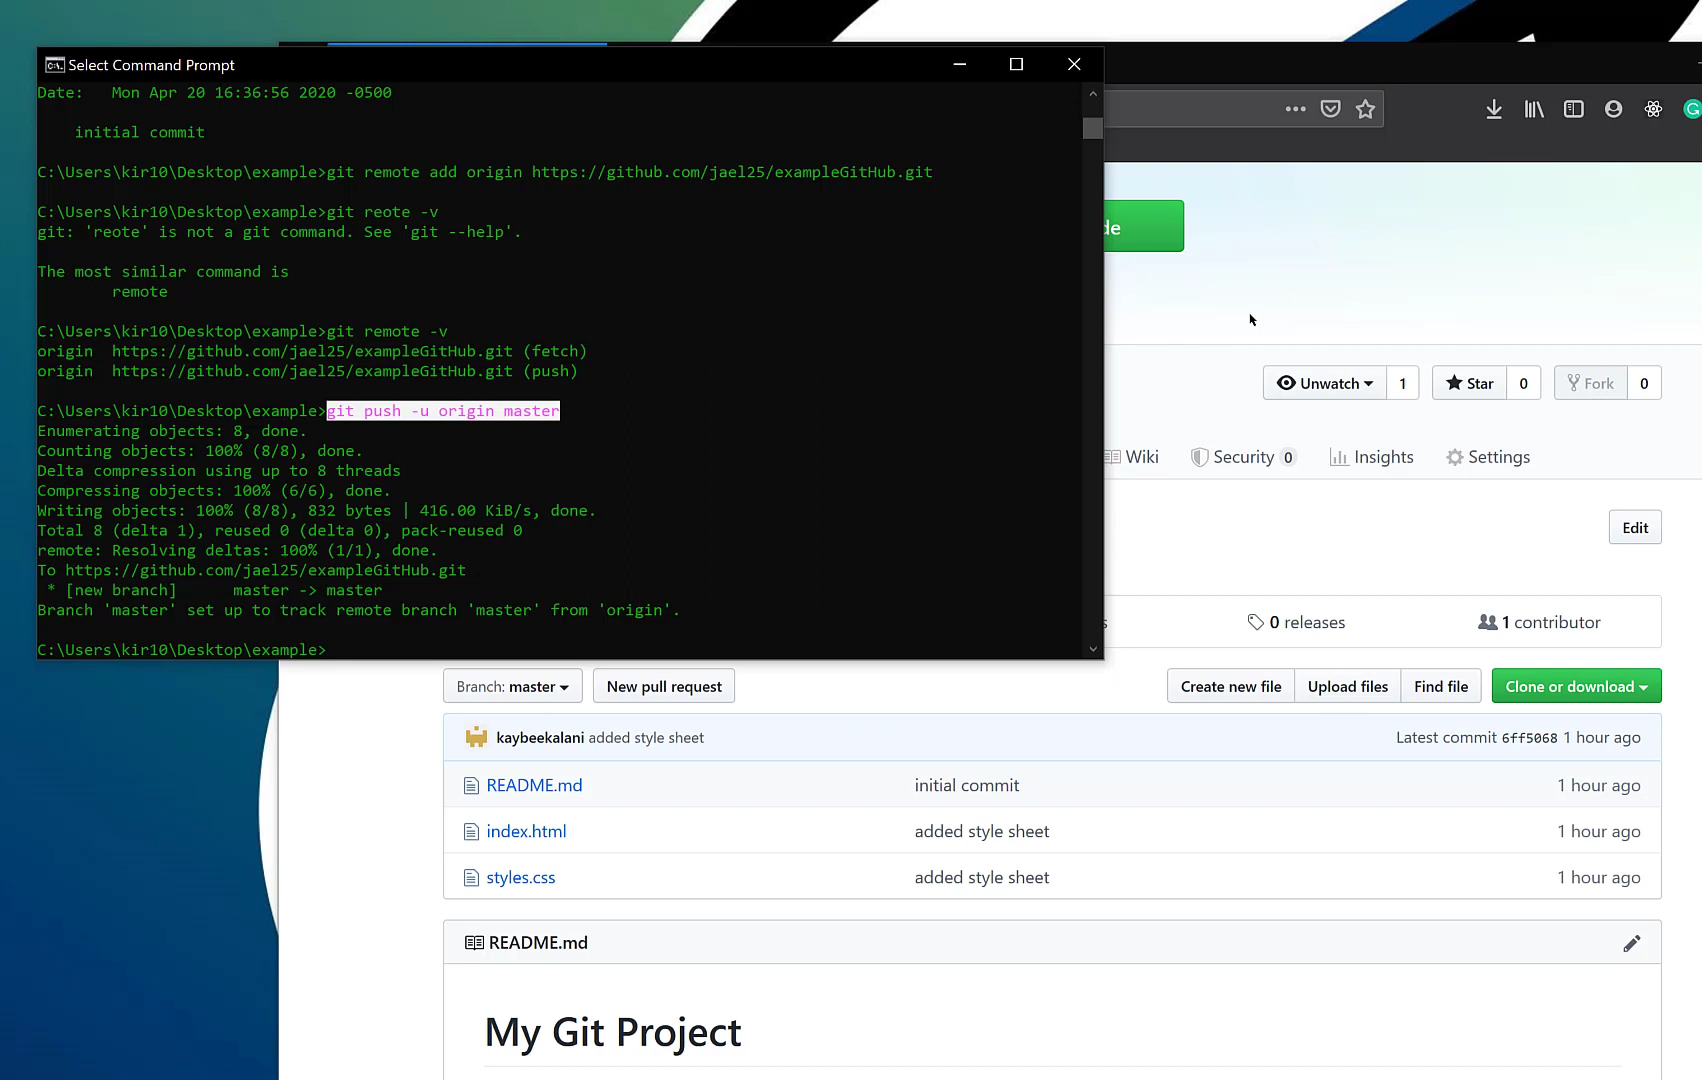 Select Command Prompt
Date:   Mon Apr 20 16:36:56 2020 -0500
initial commit
C:\Users\kir10\Desktop\example>git remote add origin https://github.com/jael25/exampleGitHub.git
C:\Users\kir10\Desktop\example>git reote -v
git: 'reote' is not a git command. See 'git --help'.
The most similar command is
remote
C:\Users\kir10\Desktop\example>git remote -v
origin  https://github.com/jael25/exampleGitHub.git (fetch)
origin  https://github.com/jael25/exampleGitHub.git (push)
C:\Users\kir10\Desktop\example>git push -u origin master
Enumerating objects: 8, done.
Counting objects: 100% (8/8), done.
Delta compression using up to 8 threads
Compressing objects: 100% (6/6), done.
Writing objects: 100% (8/8), 832 bytes | 416.00 KiB/s, done.
Total 8 (delta 1), reused 0 (delta 0), pack-reused 0
remote: Resolving deltas: 100% (1/1), done.
To https://github.com/jael25/exampleGitHub.git
* [new branch]      master -> master
Branch 'master' set up to track remote branch 'master' from 'origin'.
C:\Users\kir10\Desktop\example>
Unwatch 1 Star 0 Fork 0
Wiki Security 0 Insights Settings
Edit
0 releases 1 contributor
Branch: master New pull request Create new file Upload files Find file Clone or download
kaybeekalani added style sheet Latest commit 6ff5068 1 hour ago
README.md initial commit 1 hour ago
index.html added style sheet 1 hour ago
styles.css added style sheet 1 hour ago
README.md
My Git Project